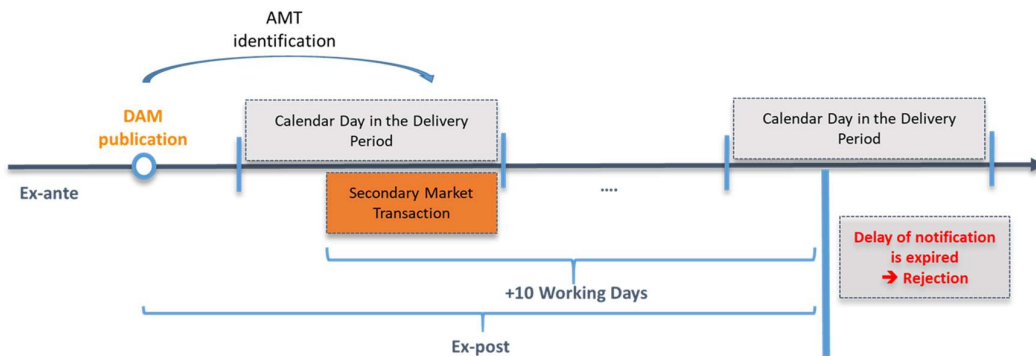 AMT
identification
DAM
publication
Calendar Day in the Delivery
Period
Calendar Day in the Delivery
Period
Ex-ante
Secondary Market
Transaction
....
Delay of notification
is expired
➔ Rejection
+10 Working Days
Ex-post